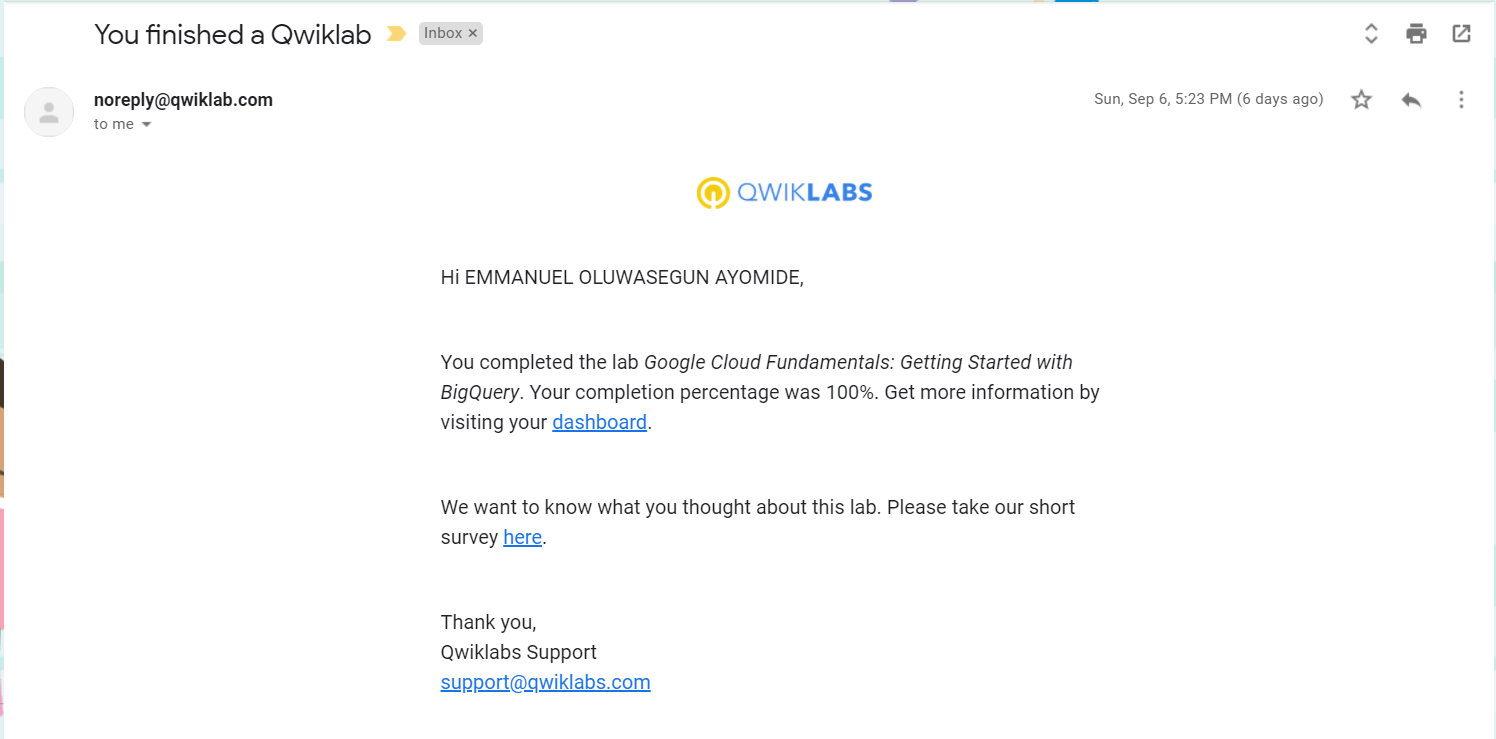 You finished a Qwiklab Inbox ×
noreply@qwiklab.com Sun, Sep 6, 5:23 PM (6 days ago)
to me
QWIKLABS
Hi EMMANUEL OLUWASEGUN AYOMIDE,
You completed the lab Google Cloud Fundamentals: Getting Started with
BigQuery. Your completion percentage was 100%. Get more information by
visiting your dashboard.
We want to know what you thought about this lab. Please take our short
survey here.
Thank you,
Qwiklabs Support
support@qwiklabs.com